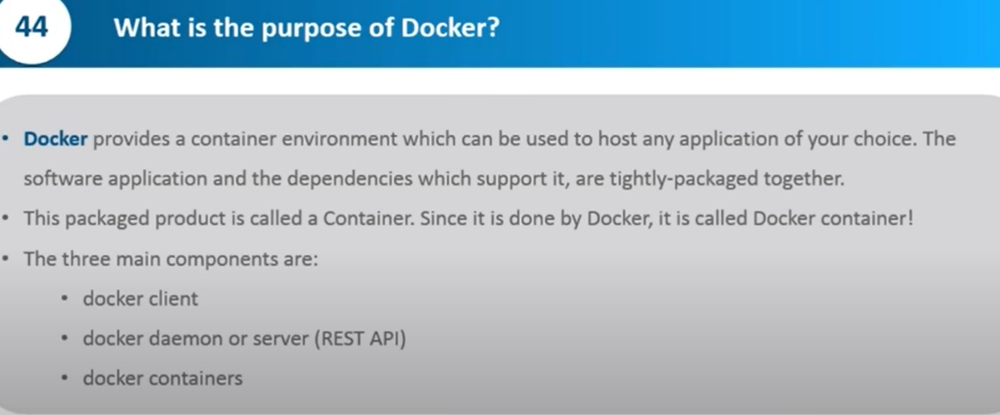 44
What is the purpose of Docker?
• Docker provides a container environment which can be used to host any application of your choice. The
software application and the dependencies which support it, are tightly-packaged together.
• This packaged product is called a Container. Since it is done by Docker, it is called Docker container!
• The three main components are:
• docker client
• docker daemon or server (REST API)
• docker containers